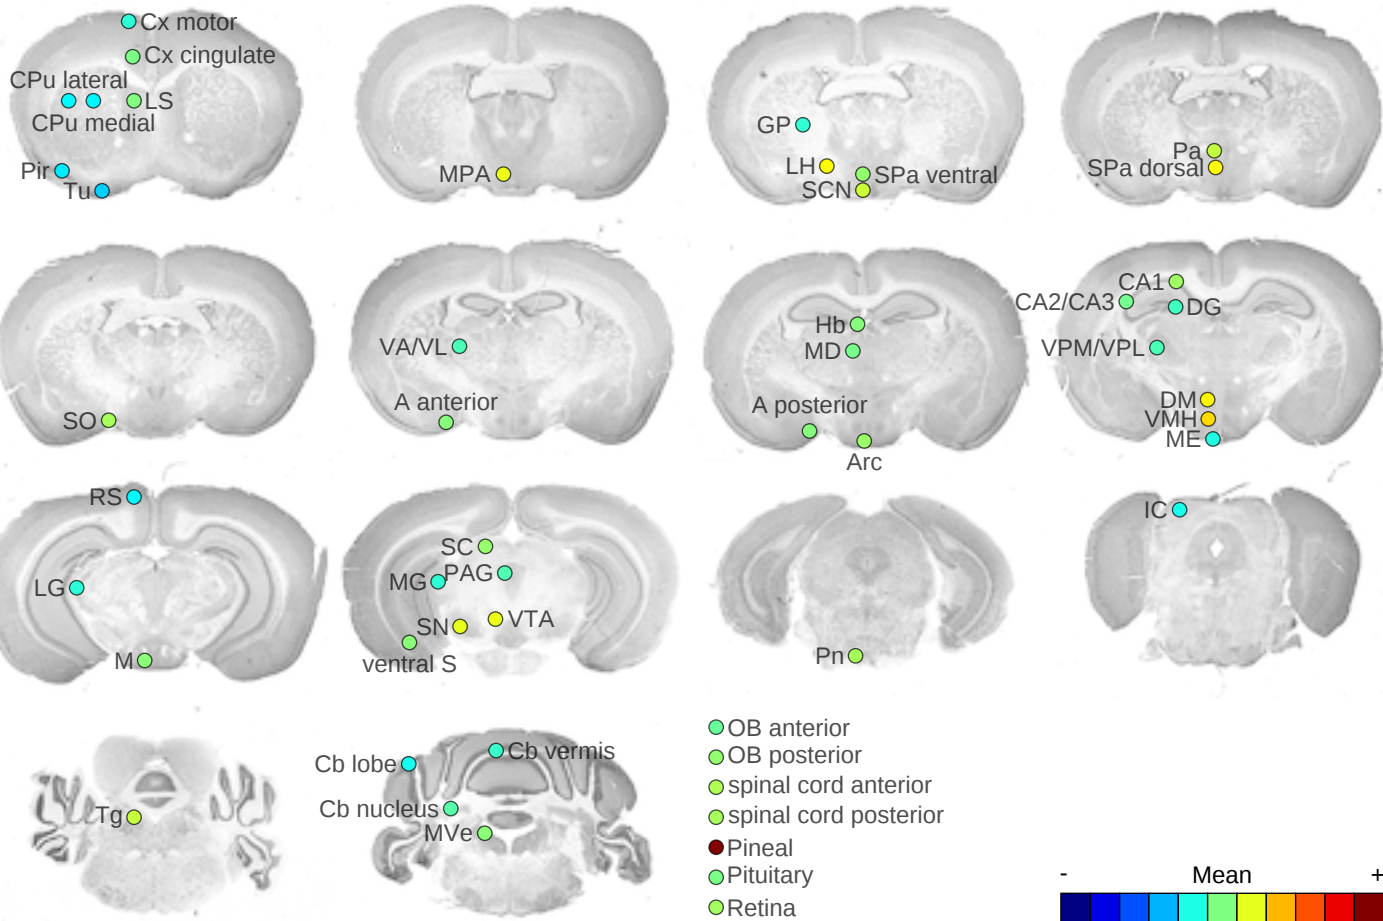 Cx motor
Cx cingulate
CPu lateral
LS
CPu medial
Pir
Tu
MPA
GP
LH
SPa ventral
SCN
Pa
SPa dorsal
SO
VA/VL
A anterior
Hb
MD
A posterior
Arc
CA1
CA2/CA3
DG
VPM/VPL
DM
VMH
ME
RS
LG
M
SC
MG
PAG
SN
VTA
ventral S
Pn
IC
Tg
Cb lobe
Cb vermis
Cb nucleus
MVe
OB anterior
OB posterior
spinal cord anterior
spinal cord posterior
Pineal
Pituitary
Retina
- Mean +